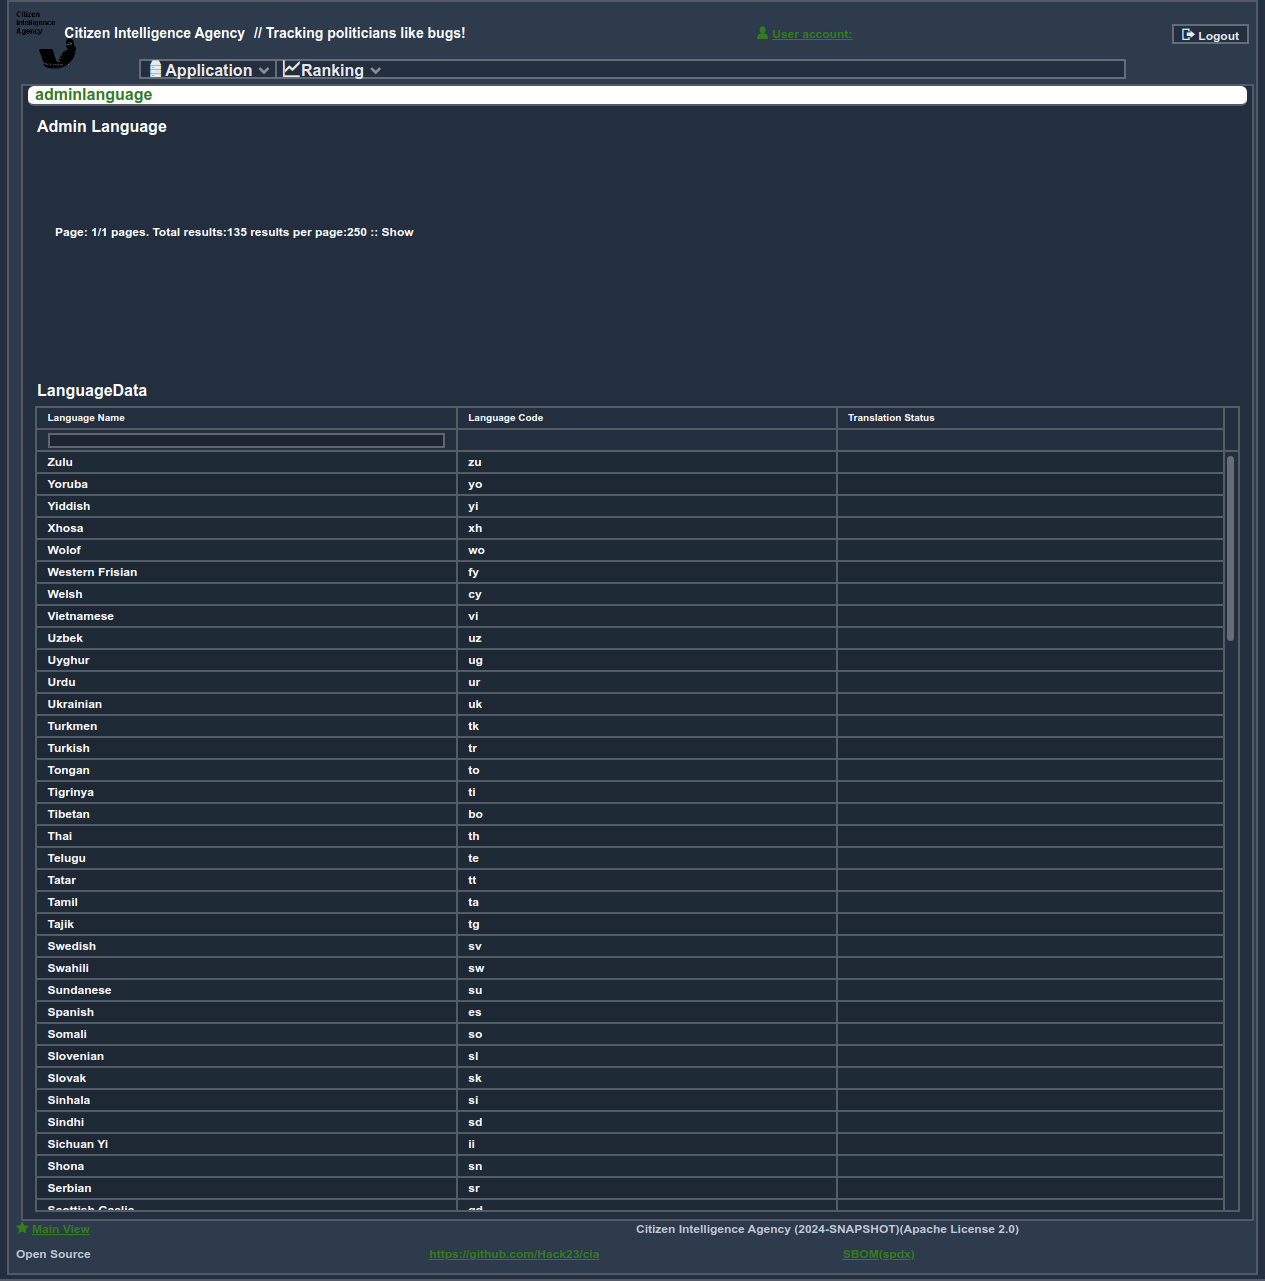 Citizen
Intelligence
Agency
Citizen Intelligence Agency // Tracking politicians like bugs!
User account:
Logout
Application
Ranking
adminlanguage
Admin Language
Page: 1/1 pages. Total results:135 results per page:250 :: Show
LanguageData
Language Name Language Code Translation Status
Zulu zu
Yoruba yo
Yiddish yi
Xhosa xh
Wolof wo
Western Frisian fy
Welsh cy
Vietnamese vi
Uzbek uz
Uyghur ug
Urdu ur
Ukrainian uk
Turkmen tk
Turkish tr
Tongan to
Tigrinya ti
Tibetan bo
Thai th
Telugu te
Tatar tt
Tamil ta
Tajik tg
Swedish sv
Swahili sw
Sundanese su
Spanish es
Somali so
Slovenian sl
Slovak sk
Sinhala si
Sindhi sd
Sichuan Yi ii
Shona sn
Serbian sr
Scottish Gaelic gd
Main View Citizen Intelligence Agency (2024-SNAPSHOT)(Apache License 2.0)
Open Source https://github.com/Hack23/cia SBOM(spdx)